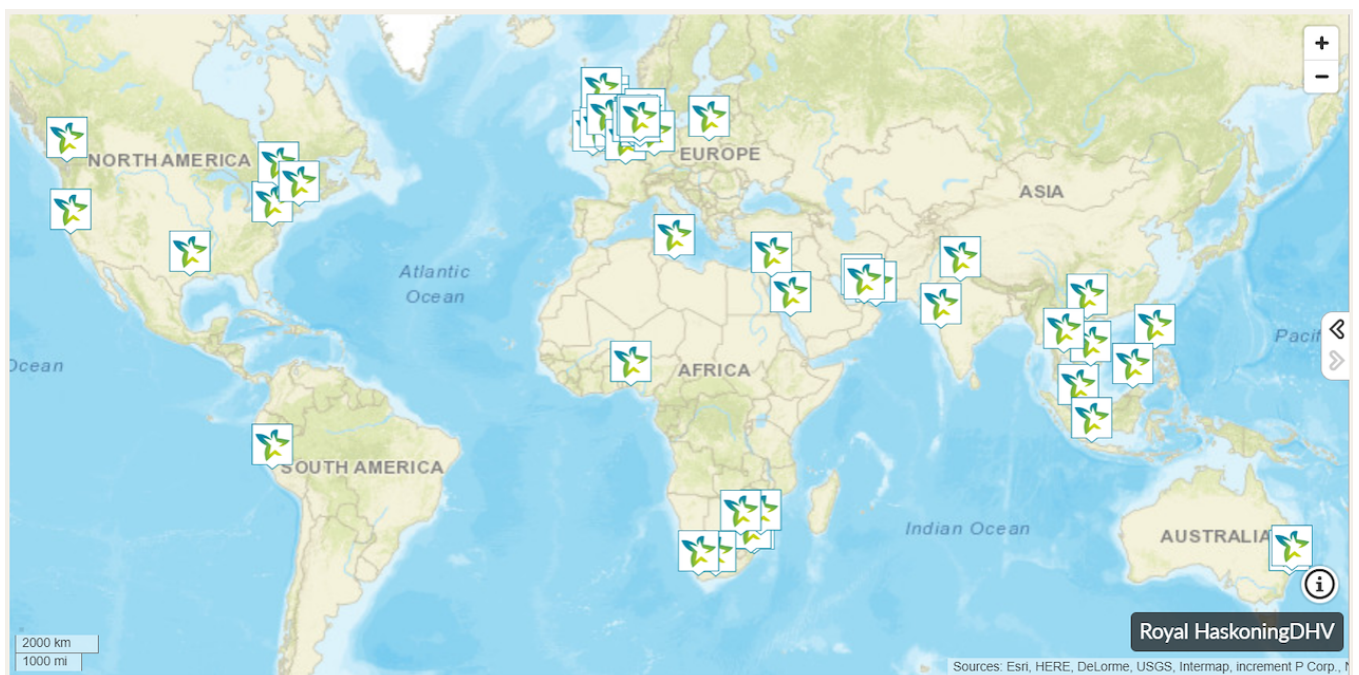 +
−
NORTH AMERICA
EUROPE
ASIA
Atlantic
Ocean
Pacif
Ocean
AFRICA
SOUTH AMERICA
Indian Ocean
AUSTRALIA
i
Royal HaskoningDHV
2000 km
1000 mi
Sources: Esri, HERE, DeLorme, USGS, Intermap, increment P Corp., N